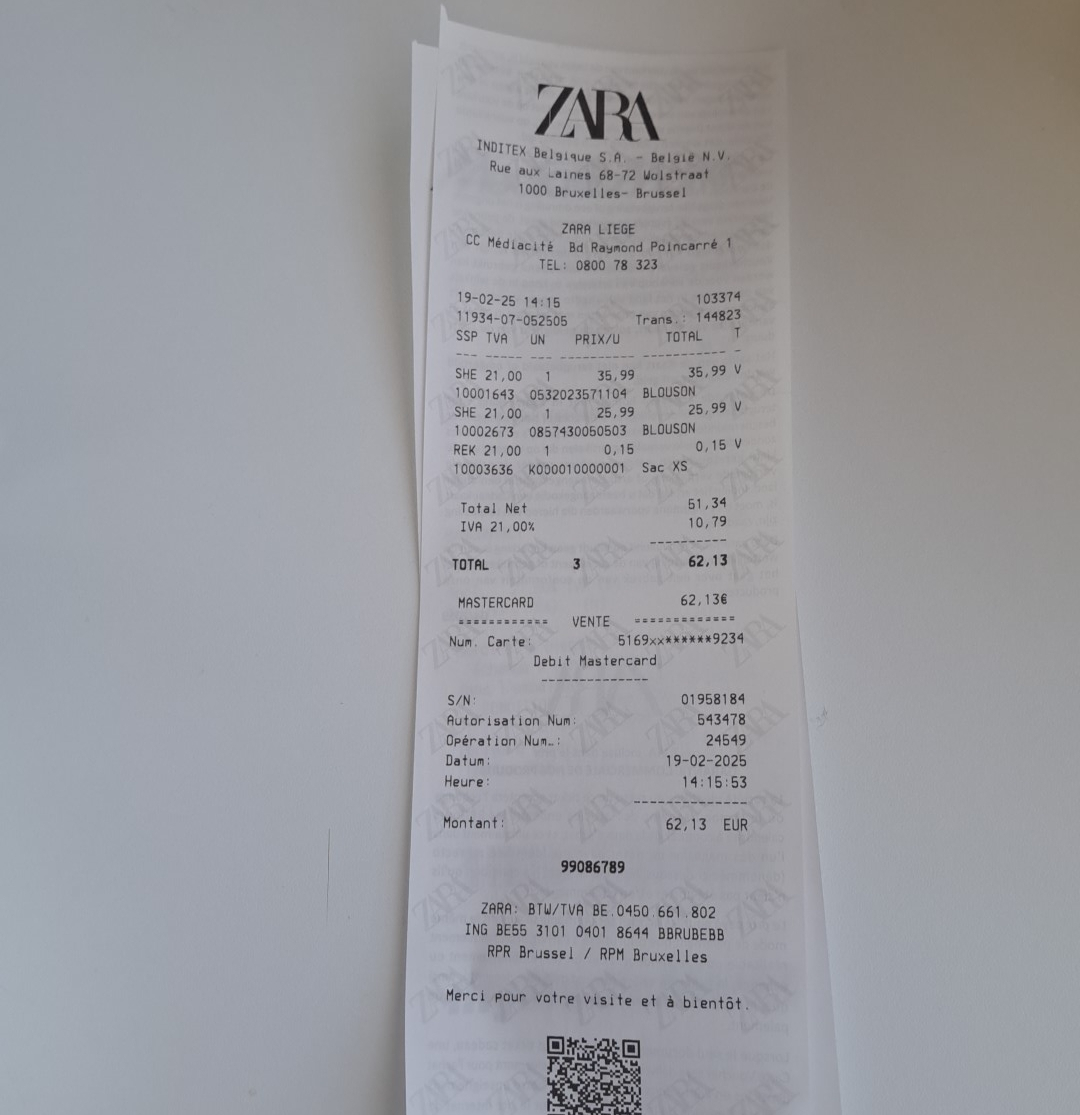 ZARA
INDITEX Belgique S.A. - België N.V.
Rue aux Laines 68-72 Wolstraat
1000 Bruxelles- Brussel
ZARA LIEGE
CC Médiacité Bd Raymond Poincarré 1
TEL: 0800 78 323
19-02-25 14:15 103374
11934-07-052505 Trans.: 144823
SSP TVA UN PRIX/U TOTAL T
--- ----- --- ---------- ----------- -
SHE 21,00 1 35,99 35,99 V
10001643 0532023571104 BLOUSON
SHE 21,00 1 25,99 25,99 V
10002673 0857430050503 BLOUSON
REK 21,00 1 0,15 0,15 V
10003636 K000010000001 Sac XS
Total Net 51,34
IVA 21,00% 10,79
----------
TOTAL 3 62,13
MASTERCARD 62,13€
============ VENTE =============
Num. Carte: 5169xx******9234
Debit Mastercard
--------------
S/N: 01958184
Autorisation Num: 543478
Opération Num…: 24549
Datum: 19-02-2025
Heure: 14:15:53
---------------
Montant: 62,13 EUR
99086789
ZARA: BTW/TVA BE.0450.661.802
ING BE55 3101 0401 8644 BBRUBEBB
RPR Brussel / RPM Bruxelles
Merci pour votre visite et à bientôt.